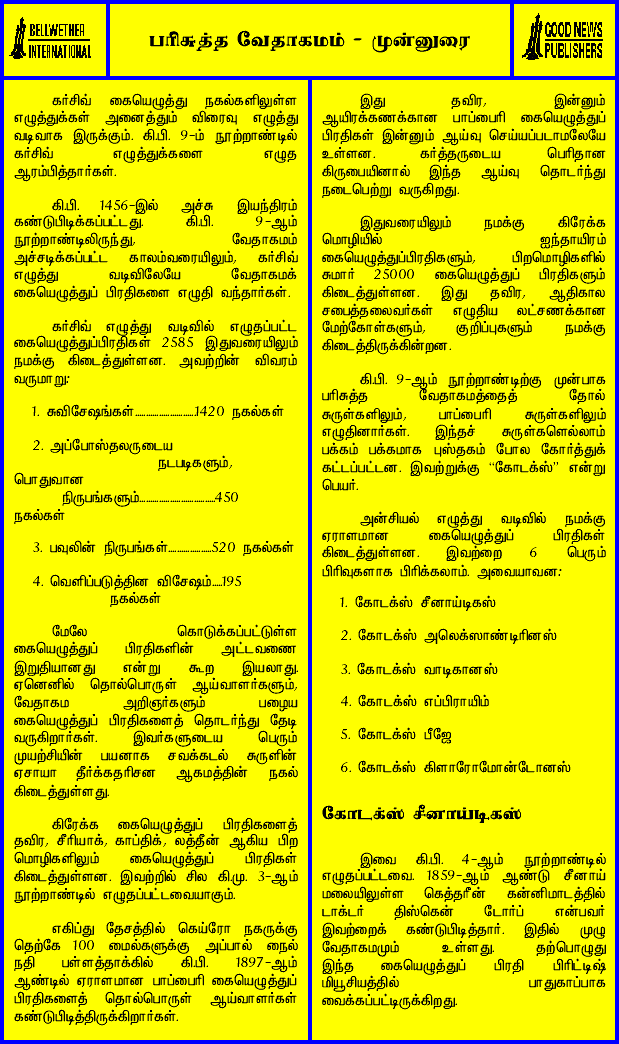 BELLWETHER
INTERNATIONAL
பரிசுத்த வேதாகமம் - முன்னுரை
GOOD NEWS
PUBLISHERS
கர்சிவ் கையெழுத்து நகல்களிலுள்ள
எழுத்துக்கள் அனைத்தும் விரைவு எழுத்து
வடிவாக இருக்கும். கி.பி. 9-ம் நூற்றாண்டில்
கர்சிவ் எழுத்துக்களை எழுத
ஆரம்பித்தார்கள்.
கி.பி. 1456-இல் அச்சு இயந்திரம்
கண்டுபிடிக்கப்பட்டது. கி.பி. 9-ஆம்
நூற்றாண்டிலிருந்து, வேதாகமம்
அச்சடிக்கப்பட்ட காலம்வரையிலும், கர்சிவ்
எழுத்து வடிவிலேயே வேதாகமக்
கையெழுத்துப் பிரதிகளை எழுதி வந்தார்கள்.
கர்சிவ் எழுத்து வடிவில் எழுதப்பட்ட
கையெழுத்துப்பிரதிகள் 2585 இதுவரையிலும்
நமக்கு கிடைத்துள்ளன. அவற்றின் விவரம்
வருமாறு:
1. சுவிசேஷங்கள்...........................1420 நகல்கள்
2. அப்போஸ்தலருடைய
நடபடிகளும்,
பொதுவான
நிருபங்களும்...................................450
நகல்கள்
3. பவுலின் நிருபங்கள்....................520 நகல்கள்
4. வெளிப்படுத்தின விசேஷம்.....195
நகல்கள்
மேலே கொடுக்கப்பட்டுள்ள
கையெழுத்துப் பிரதிகளின் அட்டவணை
இறுதியானது என்று கூற இயலாது.
ஏனெனில் தொல்பொருள் ஆய்வாளர்களும்,
வேதாகம அறிஞர்களும் பழைய
கையெழுத்துப் பிரதிகளைத் தொடர்ந்து தேடி
வருகிறார்கள். இவர்களுடைய பெரும்
முயற்சியின் பயனாக சவக்கடல் சுருளின்
ஏசாயா தீர்க்கதரிசன ஆகமத்தின் நகல்
கிடைத்துள்ளது.
கிரேக்க கையெழுத்துப் பிரதிகளைத்
தவிர, சீரியாக், காப்திக், லத்தீன் ஆகிய பிற
மொழிகளிலும் கையெழுத்துப் பிரதிகள்
கிடைத்துள்ளன. இவற்றில் சில கி.மு. 3-ஆம்
நூற்றாண்டில் எழுதப்பட்டவையாகும்.
எகிப்து தேசத்தில் கெய்ரோ நகருக்கு
தெற்கே 100 மைல்களுக்கு அப்பால் நைல்
நதி பள்ளத்தாக்கில் கி.பி. 1897-ஆம்
ஆண்டில் ஏராளமான பாப்பைரி கையெழுத்துப்
பிரதிகளைத் தொல்பொருள் ஆய்வாளர்கள்
கண்டுபிடித்திருக்கிறார்கள்.
இது தவிர, இன்னும்
ஆயிரக்கணக்கான பாப்பைரி கையெழுத்துப்
பிரதிகள் இன்னும் ஆய்வு செய்யப்படாமலேயே
உள்ளன. கர்த்தருடைய பெரிதான
கிருபையினால் இந்த ஆய்வு தொடர்ந்து
நடைபெற்று வருகிறது.
இதுவரையிலும் நமக்கு கிரேக்க
மொழியில் ஐந்தாயிரம்
கையெழுத்துப்பிரதிகளும், பிறமொழிகளில்
சுமார் 25000 கையெழுத்துப் பிரதிகளும்
கிடைத்துள்ளன. இது தவிர, ஆதிகால
சபைத்தலைவர்கள் எழுதிய லட்சணக்கான
மேற்கோள்களும், குறிப்புகளும் நமக்கு
கிடைத்திருக்கின்றன.
கி.பி. 9-ஆம் நூற்றாண்டிற்கு முன்பாக
பரிசுத்த வேதாகமத்தைத் தோல்
சுருள்களிலும், பாப்பைரி சுருள்களிலும்
எழுதினார்கள். இந்தச் சுருள்களெல்லாம்
பக்கம் பக்கமாக புஸ்தகம் போல கோர்த்துக்
கட்டப்பட்டன. இவற்றுக்கு “கோடக்ஸ்” என்று
பெயர்.
அன்சியல் எழுத்து வடிவில் நமக்கு
ஏராளமான கையெழுத்துப் பிரதிகள்
கிடைத்துள்ளன. இவற்றை 6 பெரும்
பிரிவுகளாக பிரிக்கலாம். அவையாவன:
1. கோடக்ஸ் சீனாய்டிகஸ்
2. கோடக்ஸ் அலெக்ஸாண்டிரினஸ்
3. கோடக்ஸ் வாடிகானஸ்
4. கோடக்ஸ் எப்பிராயிம்
5. கோடக்ஸ் பீஜே
6. கோடக்ஸ் கிளாரோமோன்டோனஸ்
கோடக்ஸ் சீனாய்டிகஸ்
இவை கி.பி. 4-ஆம் நூற்றாண்டில்
எழுதப்பட்டவை. 1859-ஆம் ஆண்டு சீனாய்
மலையிலுள்ள கெத்தரீன் கன்னிமாடத்தில்
டாக்டர் திஸ்கென் டோர்ப் என்பவர்
இவற்றைக் கண்டுபிடித்தார். இதில் முழு
வேதாகமமும் உள்ளது. தற்பொழுது
இந்த கையெழுத்துப் பிரதி பிரிட்டிஷ்
மியூசியத்தில் பாதுகாப்பாக
வைக்கப்பட்டிருக்கிறது.